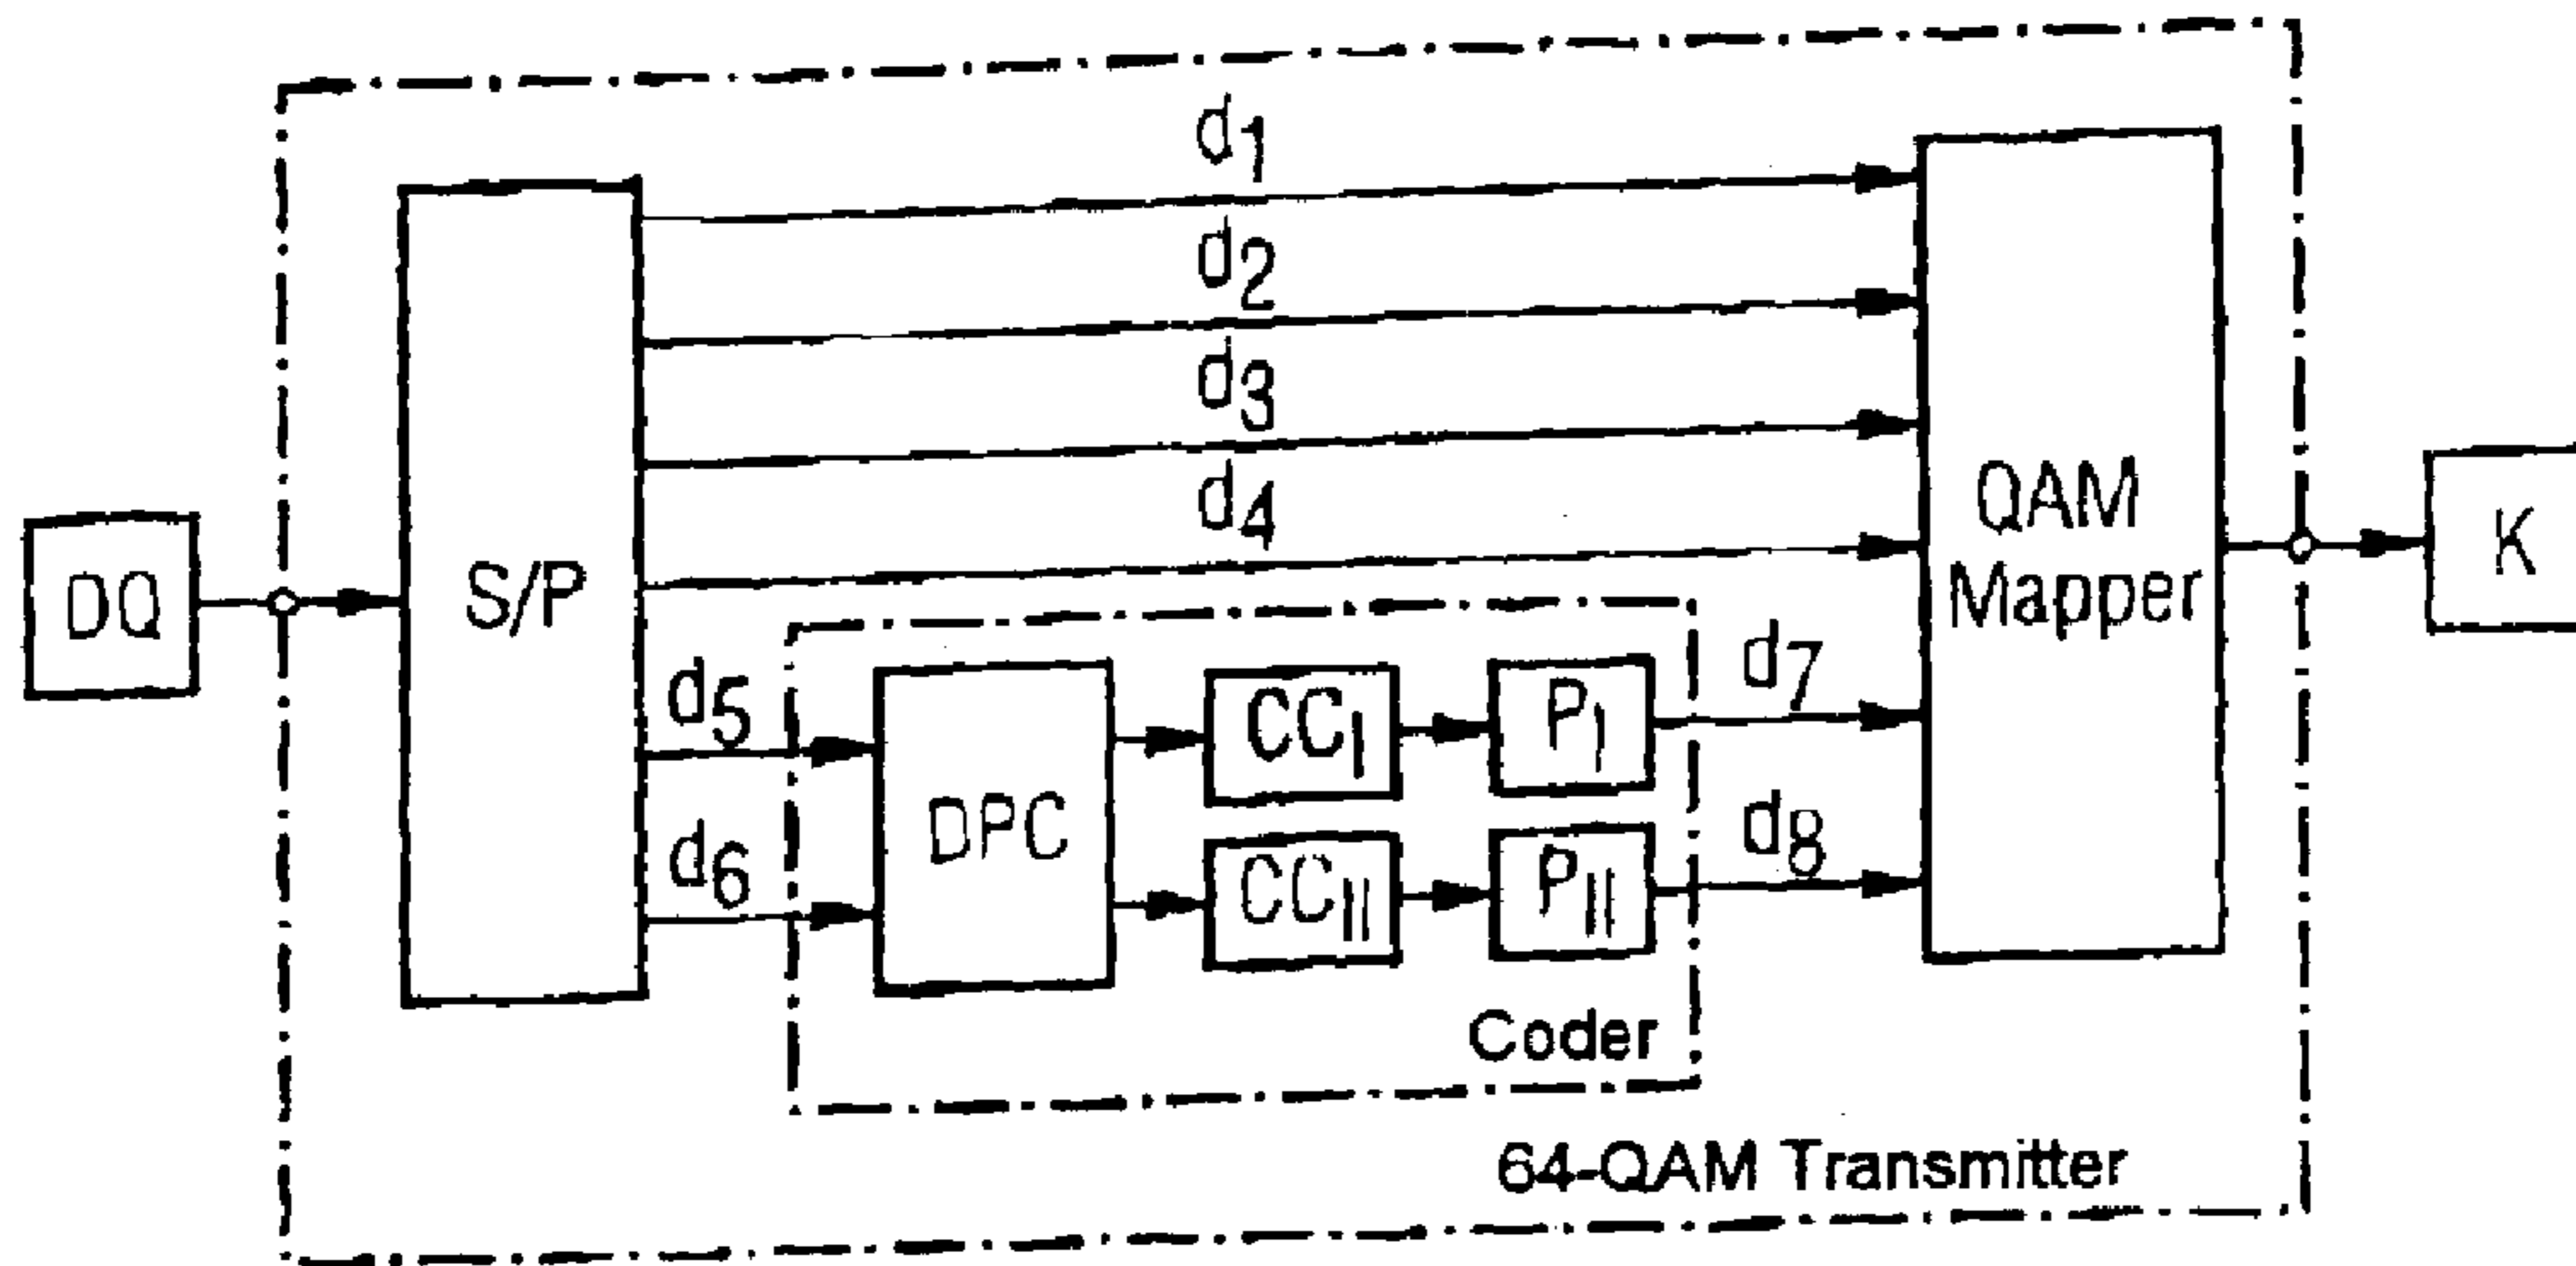 d1
d2
d3
d4
DQ
S/P
QAM
Mapper
K
d5
d6
DPC
CCI
PI
CCII
PII
d7
d8
Coder
64-QAM Transmitter